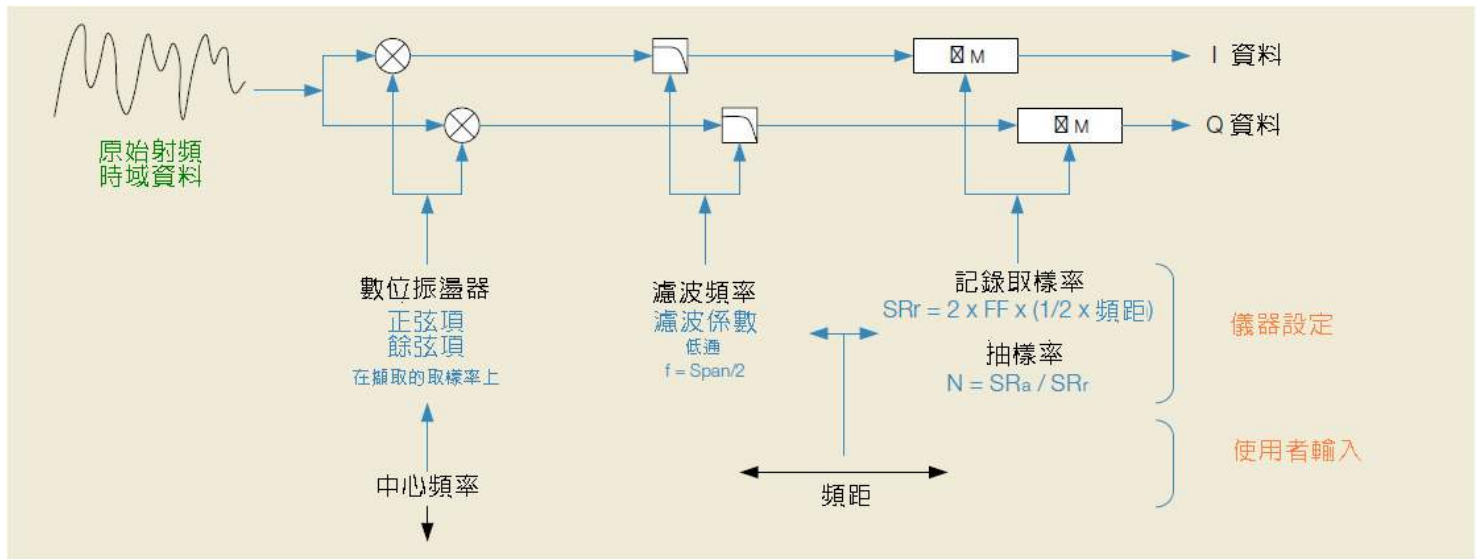 I 資料
M
Q 資料
M
原始射頻
時域資料
數位振盪器
正弦項
餘弦項
在擷取的取樣率上
濾波頻率
濾波係數
低通
f = Span/2
記錄取樣率
SRr = 2 x FF x (1/2 x 頻距)
抽樣率
N = SRa / SRr
儀器設定
使用者輸入
中心頻率
頻距